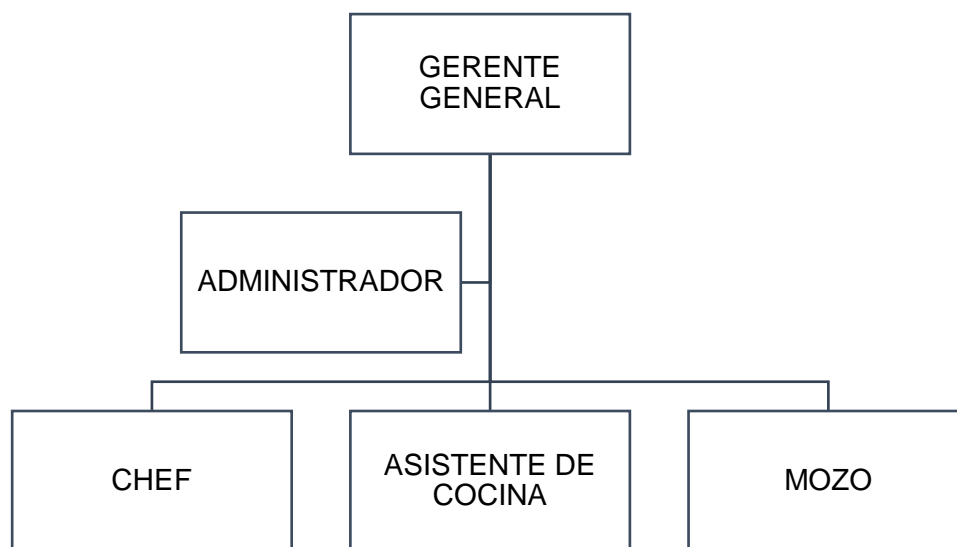 GERENTE
GENERAL
ADMINISTRADOR
CHEF
ASISTENTE DE
COCINA
MOZO